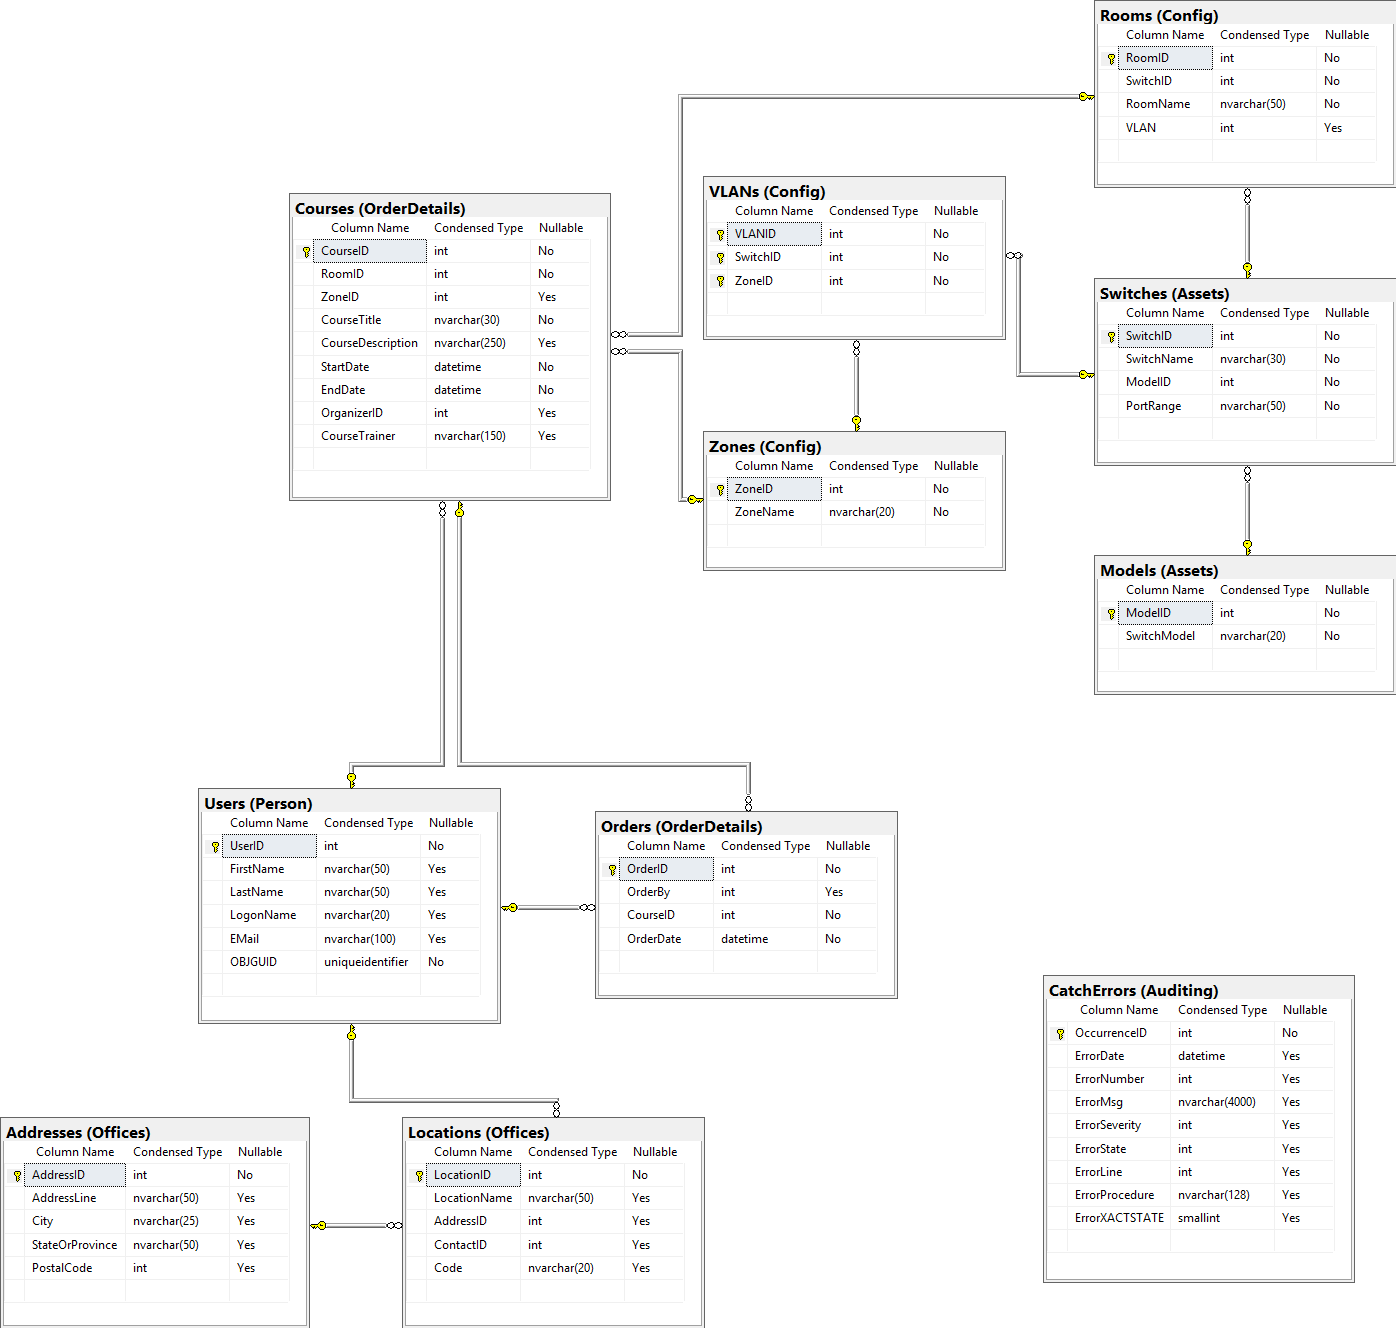 Rooms (Config)
Column Name Condensed Type Nullable
RoomID int No
SwitchID int No
RoomName nvarchar(50) No
VLAN int Yes
Courses (OrderDetails)
Column Name Condensed Type Nullable
CourseID int No
RoomID int No
ZoneID int Yes
CourseTitle nvarchar(30) No
CourseDescription nvarchar(250) Yes
StartDate datetime No
EndDate datetime No
OrganizerID int Yes
CourseTrainer nvarchar(150) Yes
VLANs (Config)
Column Name Condensed Type Nullable
VLANID int No
SwitchID int No
ZoneID int No
Switches (Assets)
Column Name Condensed Type Nullable
SwitchID int No
SwitchName nvarchar(30) No
ModelID int No
PortRange nvarchar(50) No
Zones (Config)
Column Name Condensed Type Nullable
ZoneID int No
ZoneName nvarchar(20) No
Models (Assets)
Column Name Condensed Type Nullable
ModelID int No
SwitchModel nvarchar(20) No
Users (Person)
Column Name Condensed Type Nullable
UserID int No
FirstName nvarchar(50) Yes
LastName nvarchar(50) Yes
LogonName nvarchar(20) Yes
EMail nvarchar(100) Yes
OBJGUID uniqueidentifier No
Orders (OrderDetails)
Column Name Condensed Type Nullable
OrderID int No
OrderBy int Yes
CourseID int No
OrderDate datetime No
CatchErrors (Auditing)
Column Name Condensed Type Nullable
OccurrenceID int No
ErrorDate datetime Yes
ErrorNumber int Yes
ErrorMsg nvarchar(4000) Yes
ErrorSeverity int Yes
ErrorState int Yes
ErrorLine int Yes
ErrorProcedure nvarchar(128) Yes
ErrorXACTSTATE smallint Yes
Addresses (Offices)
Column Name Condensed Type Nullable
AddressID int No
AddressLine nvarchar(50) Yes
City nvarchar(25) Yes
StateOrProvince nvarchar(50) Yes
PostalCode int Yes
Locations (Offices)
Column Name Condensed Type Nullable
LocationID int No
LocationName nvarchar(50) Yes
AddressID int Yes
ContactID int Yes
Code nvarchar(20) Yes